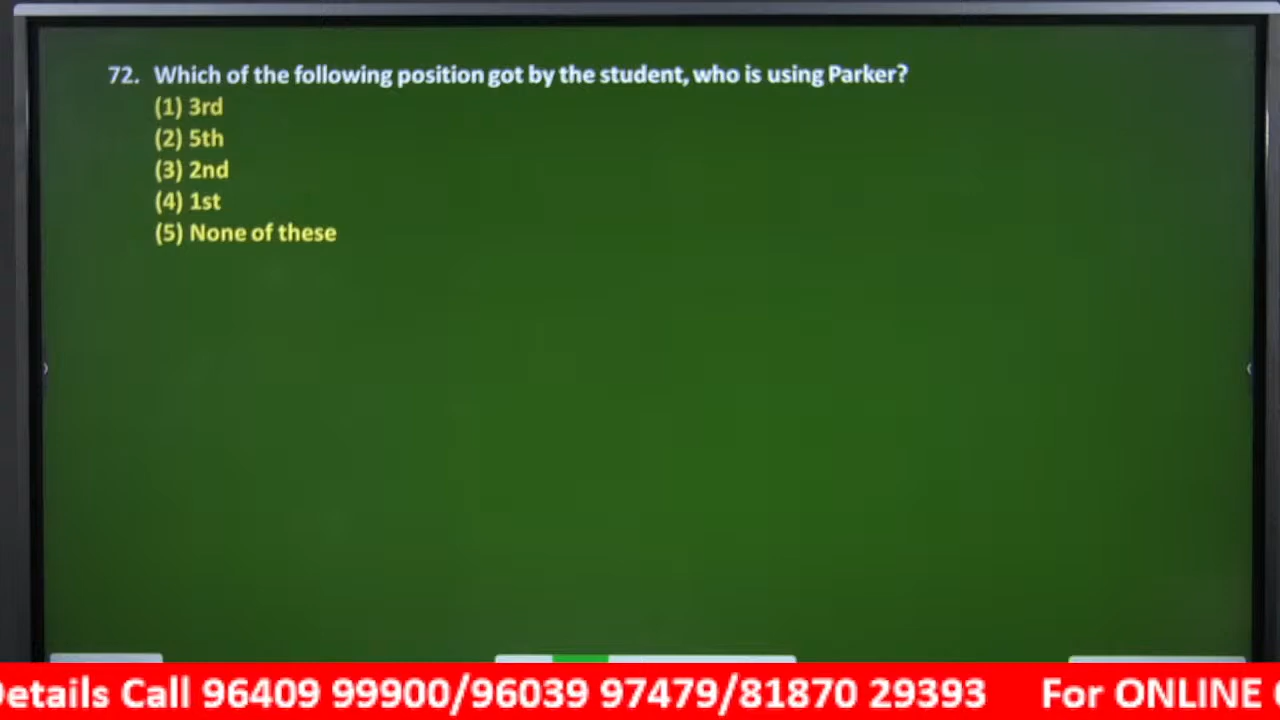 72. Which of the following position got by the student, who is using Parker?
(1) 3rd
(2) 5th
(3) 2nd
(4) 1st
(5) None of these
Details Call 96409 99900/96039 97479/81870 29393 For ONLINE